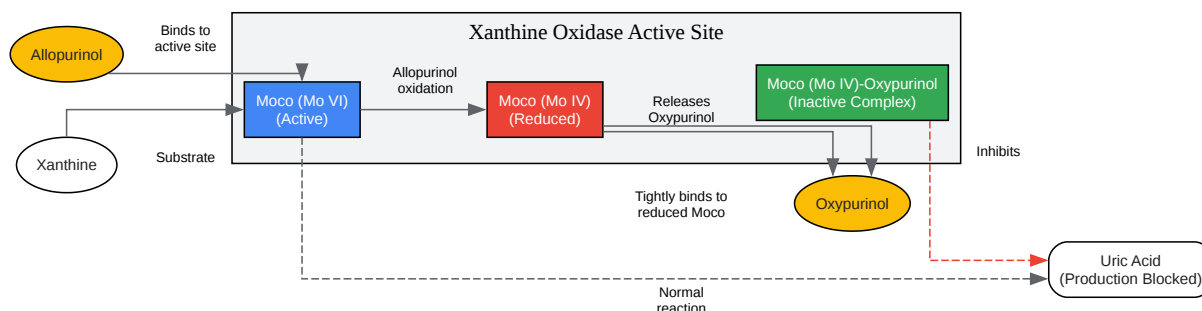 Xanthine Oxidase Active Site
Binds to
active site
Allopurinol
Allopurinol
oxidation
Moco (Mo VI)
(Active)
Moco (Mo IV)
(Reduced)
Releases
Oxypurinol
Moco (Mo IV)-Oxypurinol
(Inactive Complex)
Xanthine
Substrate
Inhibits
Tightly binds to
reduced Moco
Oxypurinol
Uric Acid
(Production Blocked)
Normal
reaction